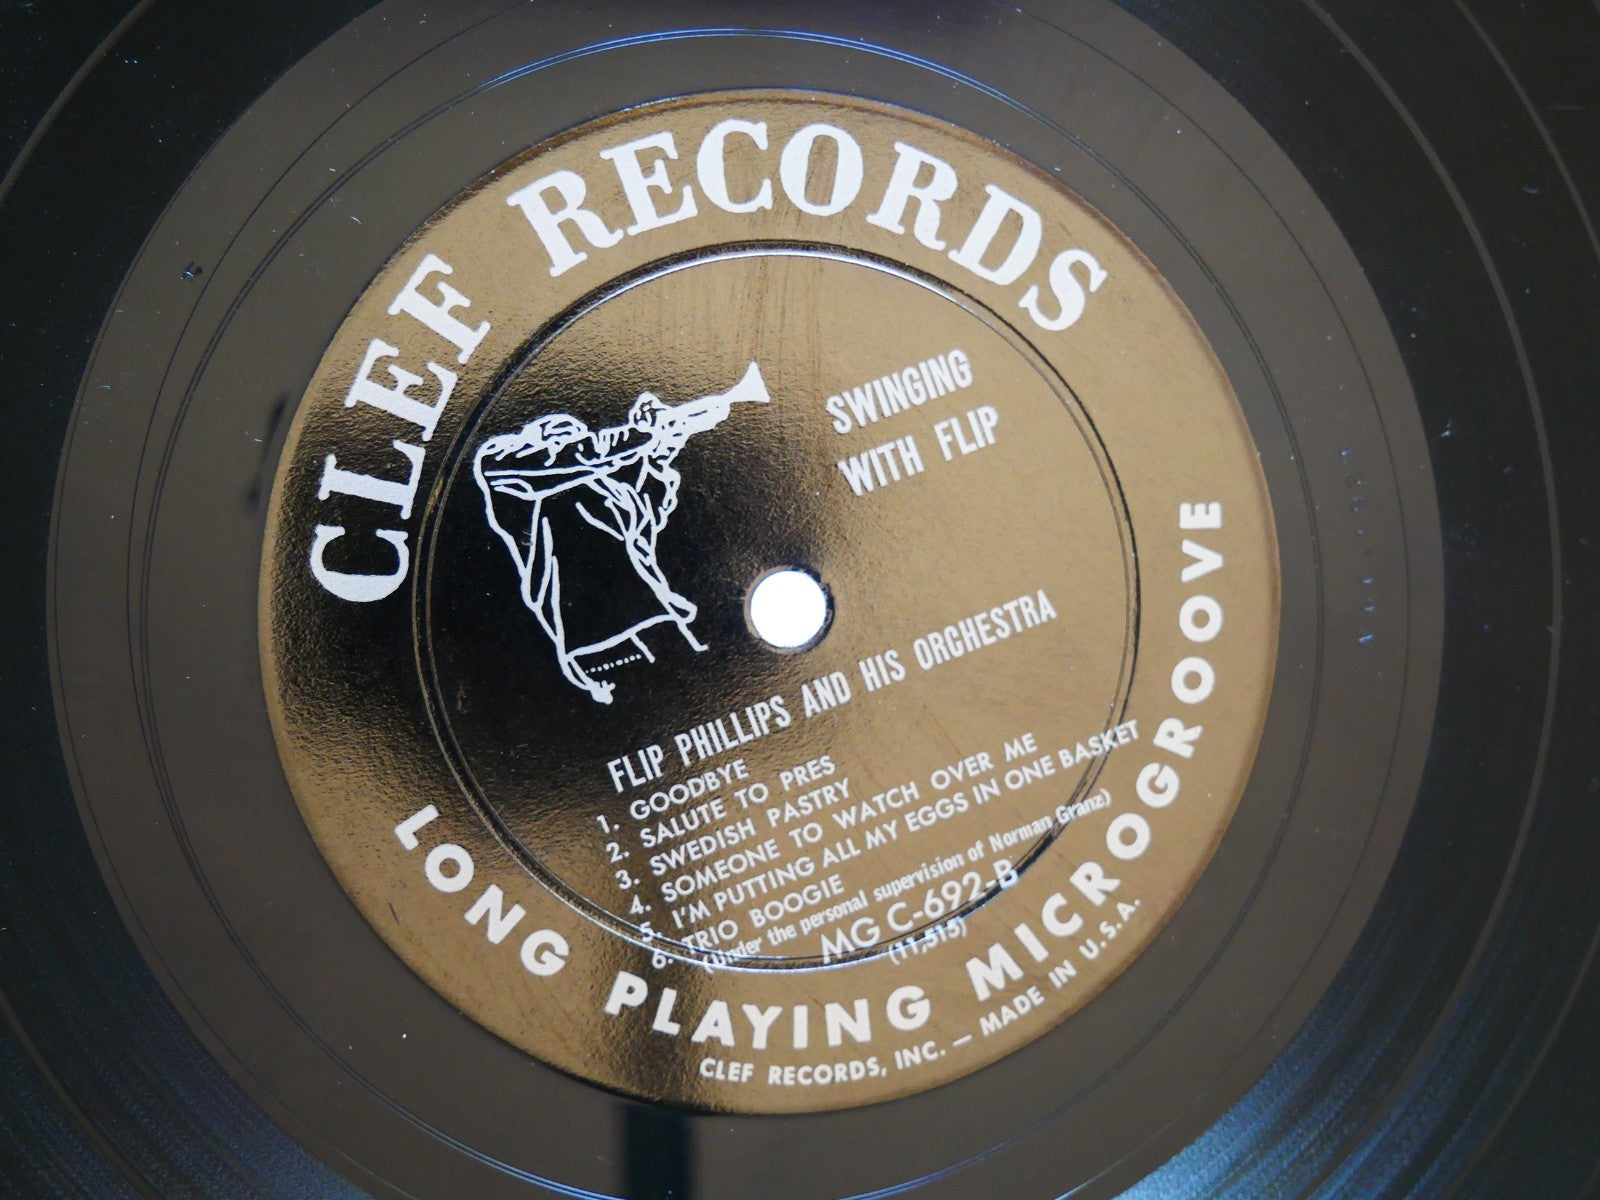 CLEF RECORDS
SWINGING
WITH FLIP
FLIP PHILLIPS AND HIS ORCHESTRA
1. GOODBYE
2. SALUTE TO PRES
3. SWEDISH PASTRY
4. SOMEONE TO WATCH OVER ME
5. I'M PUTTING ALL MY EGGS IN ONE BASKET
6. TRIO BOOGIE
(Under the personal supervision of Norman Granz)
MG C-692-B
(11,515)
LONG PLAYING MICROGROOVE
CLEF RECORDS, INC. — MADE IN U.S.A.